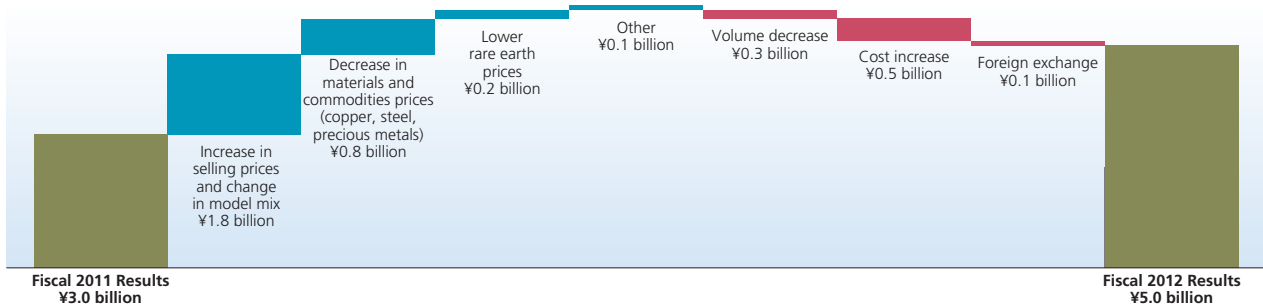 Increase in
selling prices
and change
in model mix
¥1.8 billion
Decrease in
materials and
commodities prices
(copper, steel,
precious metals)
¥0.8 billion
Lower
rare earth
prices
¥0.2 billion
Other
¥0.1 billion
Volume decrease
¥0.3 billion
Cost increase
¥0.5 billion
Foreign exchange
¥0.1 billion
Fiscal 2011 Results
¥3.0 billion
Fiscal 2012 Results
¥5.0 billion